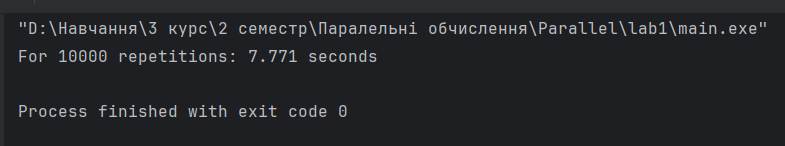 "D:\Навчання\3 курс\2 семестр\Паралельні обчислення\Parallel\lab1\main.exe"
For 10000 repetitions: 7.771 seconds
Process finished with exit code 0